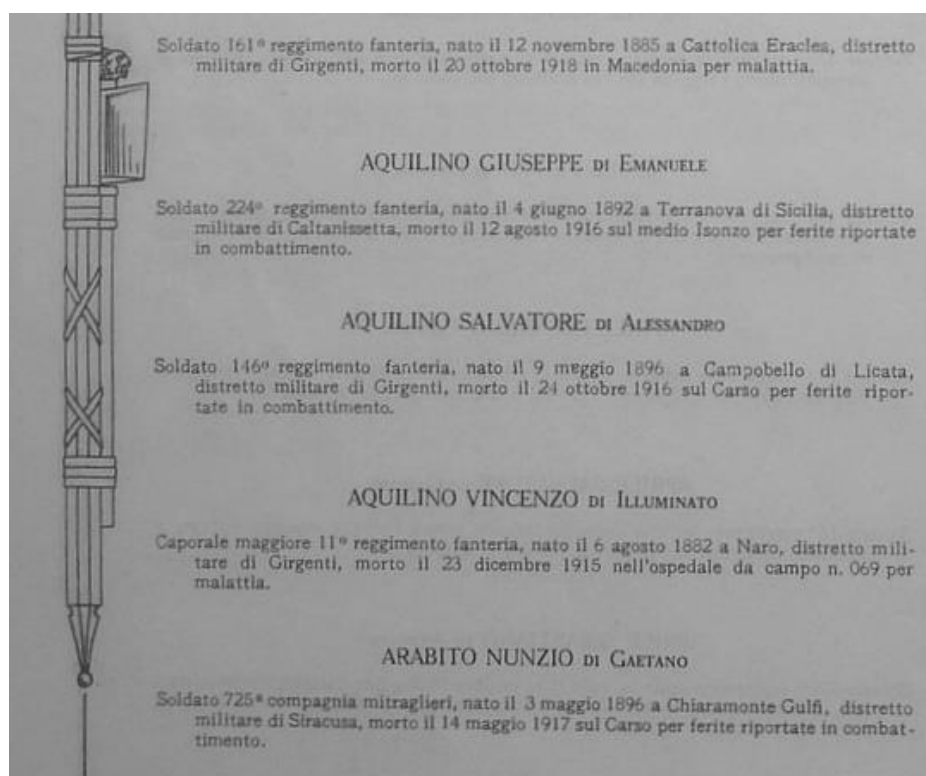 Soldato 161º reggimento fanteria, nato il 12 novembre 1885 a Cattolica Eraclea, distretto
militare di Girgenti, morto il 20 ottobre 1918 in Macedonia per malattia.
AQUILINO GIUSEPPE DI EMANUELE
Soldato 224º reggimento fanteria, nato il 4 giugno 1892 a Terranova di Sicilia, distretto
militare di Caltanissetta, morto il 12 agosto 1916 sul medio Isonzo per ferite riportate
in combattimento.
AQUILINO SALVATORE DI ALESSANDRO
Soldato 146º reggimento fanteria, nato il 9 meggio 1896 a Campobello di Licata,
distretto militare di Girgenti, morto il 24 ottobre 1916 sul Carso per ferite ripor-
tate in combattimento.
AQUILINO VINCENZO DI ILLUMINATO
Caporale maggiore 11º reggimento fanteria, nato il 6 agosto 1882 a Naro, distretto mili-
tare di Girgenti, morto il 23 dicembre 1915 nell'ospedale da campo n. 069 per
malattia.
ARABITO NUNZIO DI GAETANO
Soldato 725ª compagnia mitraglieri, nato il 3 maggio 1896 a Chiaramonte Gulfi, distretto
militare di Siracusa, morto il 14 maggio 1917 sul Carso per ferite riportate in combat-
timento.